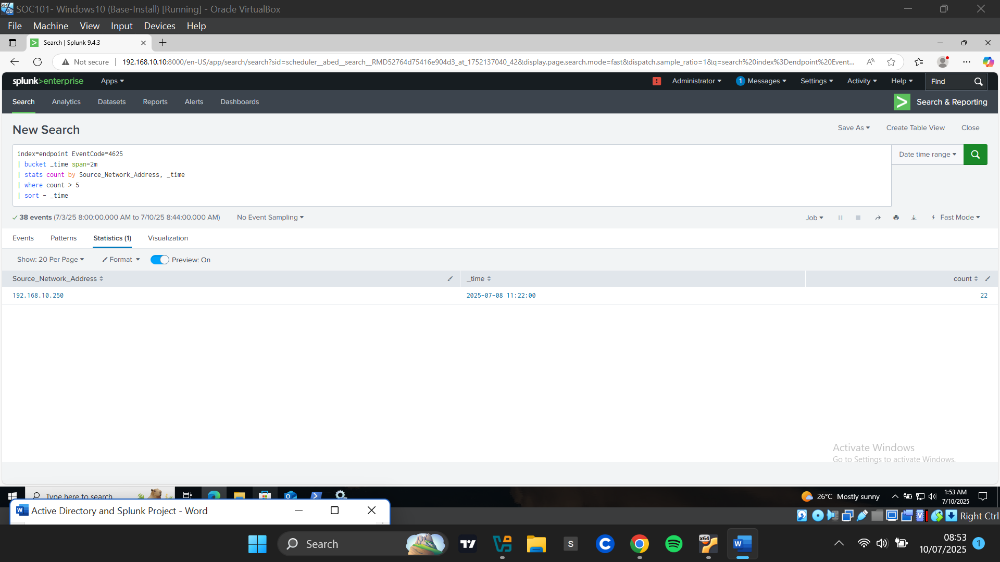 SOC101- Windows10 (Base-Install) [Running] - Oracle VirtualBox
File Machine View Input Devices Help
Search | Splunk 9.4.3
Not secure 192.168.10.10:8000/en-US/app/search/search?sid=scheduler__abed__search__RMD52764d75416e904d3_at_1752137040_42&display.page.search.mode=fast&dispatch.sample_ratio=1&q=search%20index%3Dendpoint%20Event...
splunk>enterprise Apps Administrator 1 Messages Settings Activity Help Find
Search Analytics Datasets Reports Alerts Dashboards Search & Reporting
New Search Save As Create Table View Close
index=endpoint EventCode=4625
| bucket _time span=2m
| stats count by Source_Network_Address, _time
| where count > 5
| sort - _time
Date time range
38 events (7/3/25 8:00:00.000 AM to 7/10/25 8:44:00.000 AM) No Event Sampling Job Fast Mode
Events Patterns Statistics (1) Visualization
Show: 20 Per Page Format Preview: On
Source_Network_Address _time count
192.168.10.250 2025-07-08 11:22:00 22
Activate Windows
Go to Settings to activate Windows.
Type here to search 26°C Mostly sunny 1:53 AM
7/10/2025
Active Directory and Splunk Project - Word
Right Ctrl
Search 08:53
10/07/2025 1